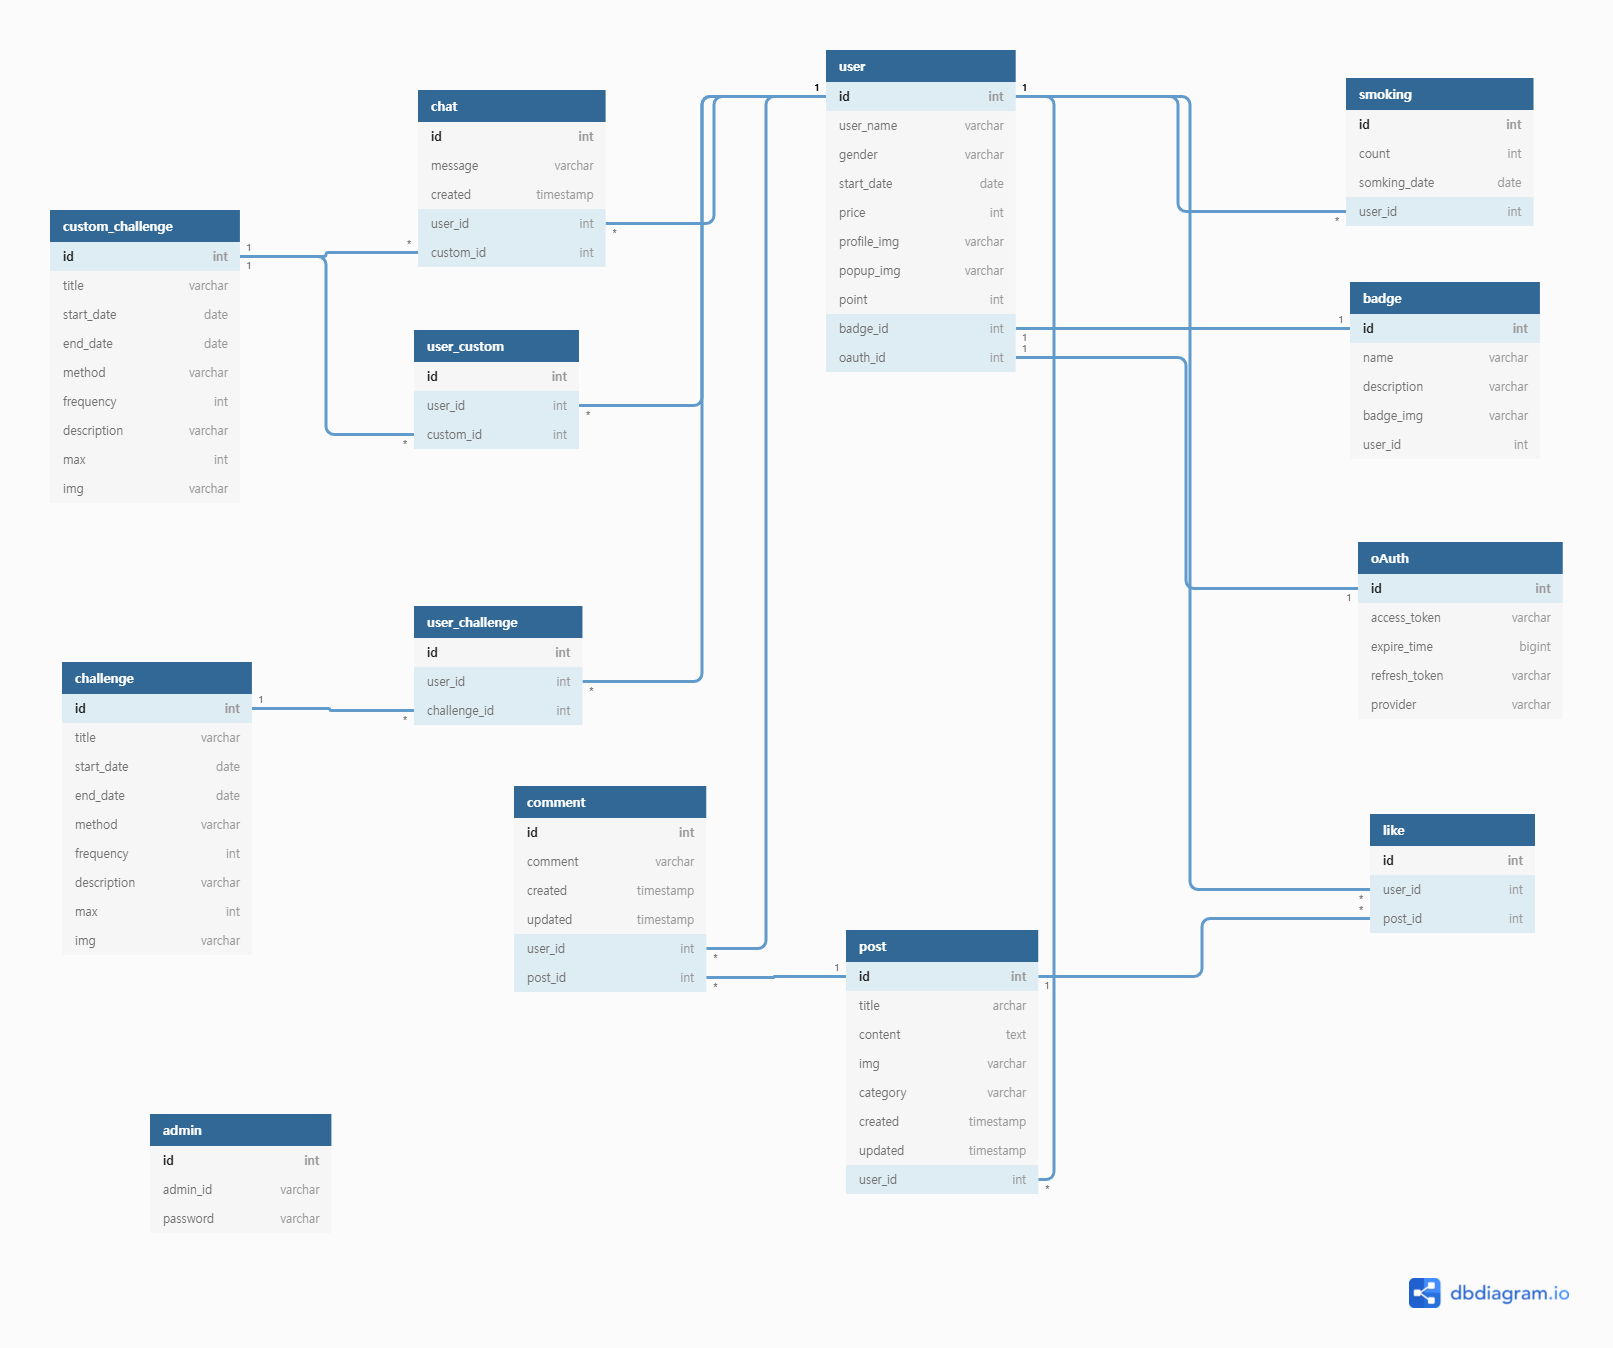 user
id int
user_name varchar
gender varchar
start_date date
price int
profile_img varchar
popup_img varchar
point int
badge_id int
oauth_id int
1
1
1
1
smoking
id int
count int
somking_date date
user_id int
*
chat
id int
message varchar
created timestamp
user_id int
custom_id int
*
*
custom_challenge
id int
title varchar
start_date date
end_date date
method varchar
frequency int
description varchar
max int
img varchar
1
1
badge
id int
name varchar
description varchar
badge_img varchar
user_id int
1
user_custom
id int
user_id int
custom_id int
*
*
oAuth
id int
access_token varchar
expire_time bigint
refresh_token varchar
provider varchar
1
user_challenge
id int
user_id int
challenge_id int
*
*
challenge
id int
title varchar
start_date date
end_date date
method varchar
frequency int
description varchar
max int
img varchar
1
comment
id int
comment varchar
created timestamp
updated timestamp
user_id int
post_id int
*
*
like
id int
user_id int
post_id int
*
*
post
id int
title archar
content text
img varchar
category varchar
created timestamp
updated timestamp
user_id int
1
1
*
admin
id int
admin_id varchar
password varchar
dbdiagram.io